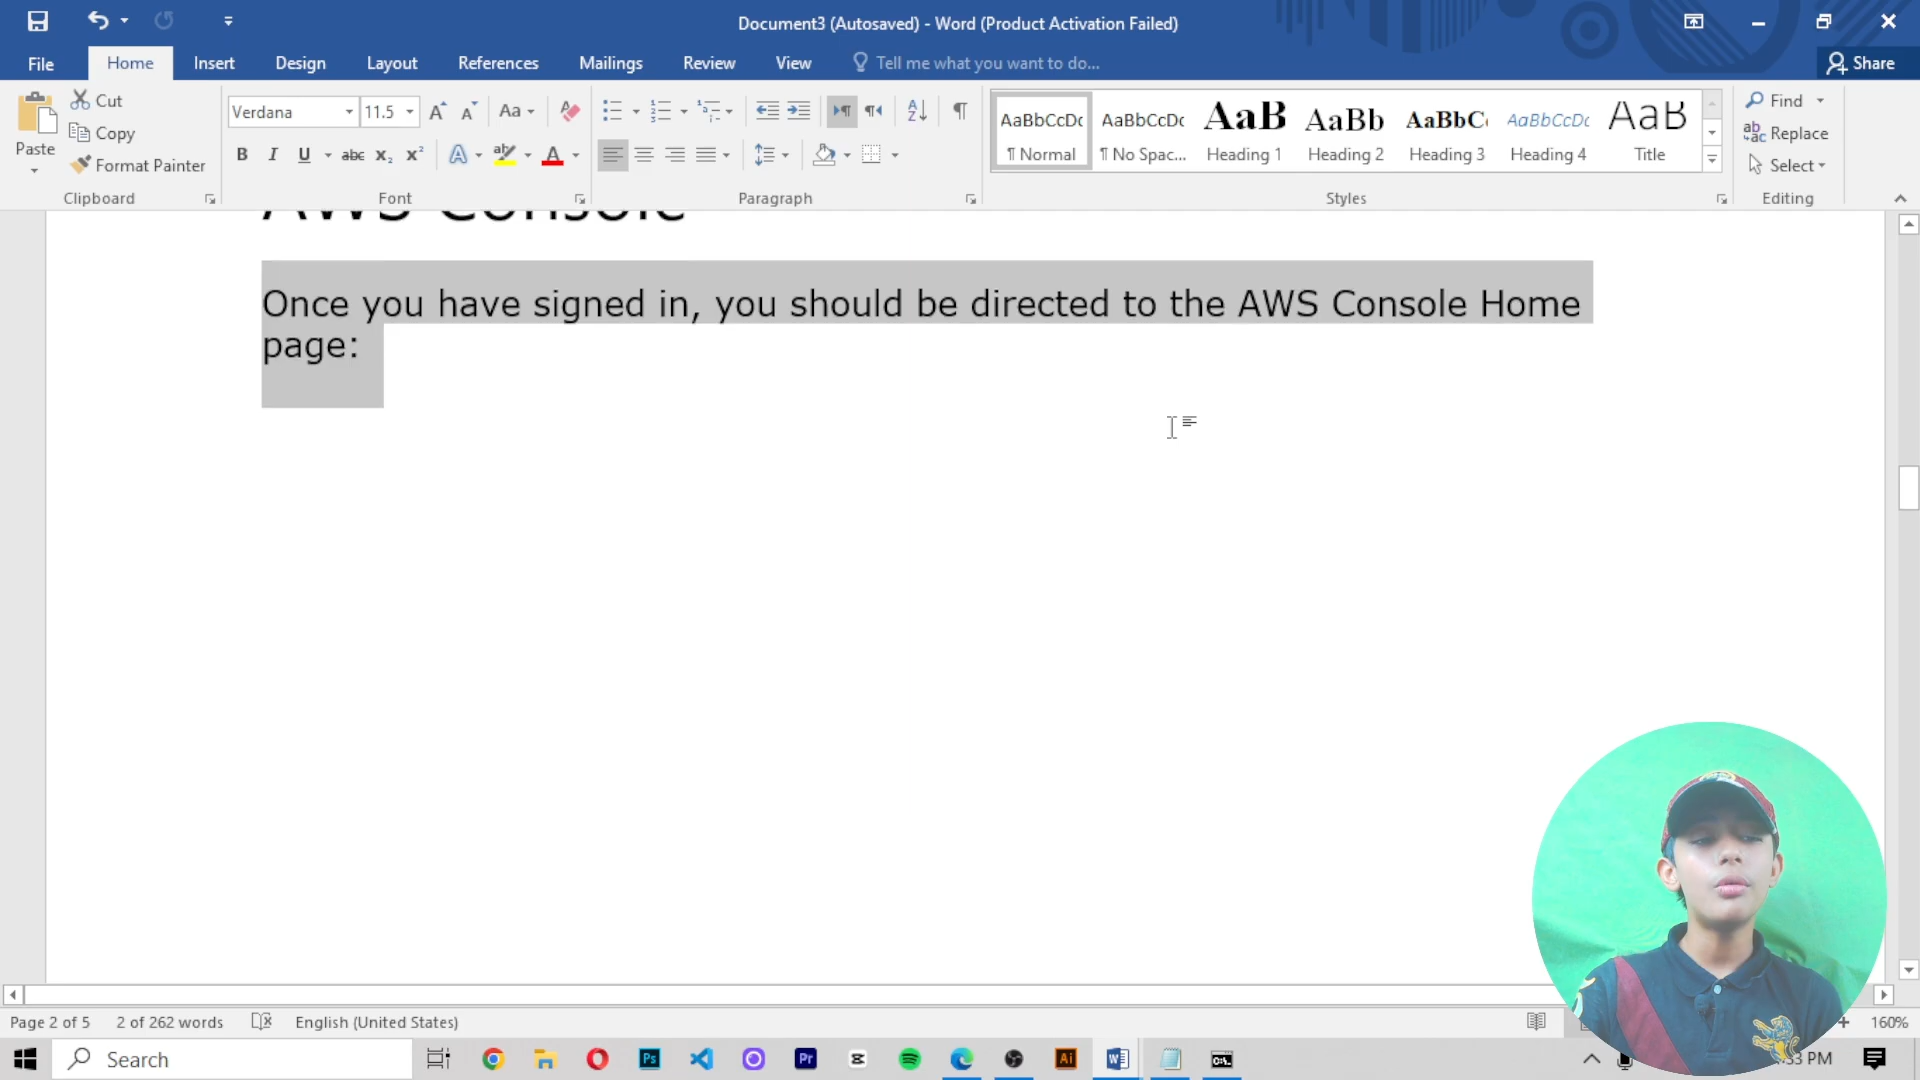 Document3 (Autosaved) - Word (Product Activation Failed)
File Home Insert Design Layout References Mailings Review View Tell me what you want to do... Share
Paste
Cut
Copy
Format Painter
Clipboard
Verdana 11.5
Font
Paragraph
AaBbCcDc AaBbCcDc AaB AaBb AaBbC AaBbCcDc AaB
¶ Normal ¶ No Spac... Heading 1 Heading 2 Heading 3 Heading 4 Title
Styles
Find
Replace
Select
Editing
AWS Console
Once you have signed in, you should be directed to the AWS Console Home
page:
Page 2 of 5 2 of 262 words English (United States) 160%
Search
:33 PM